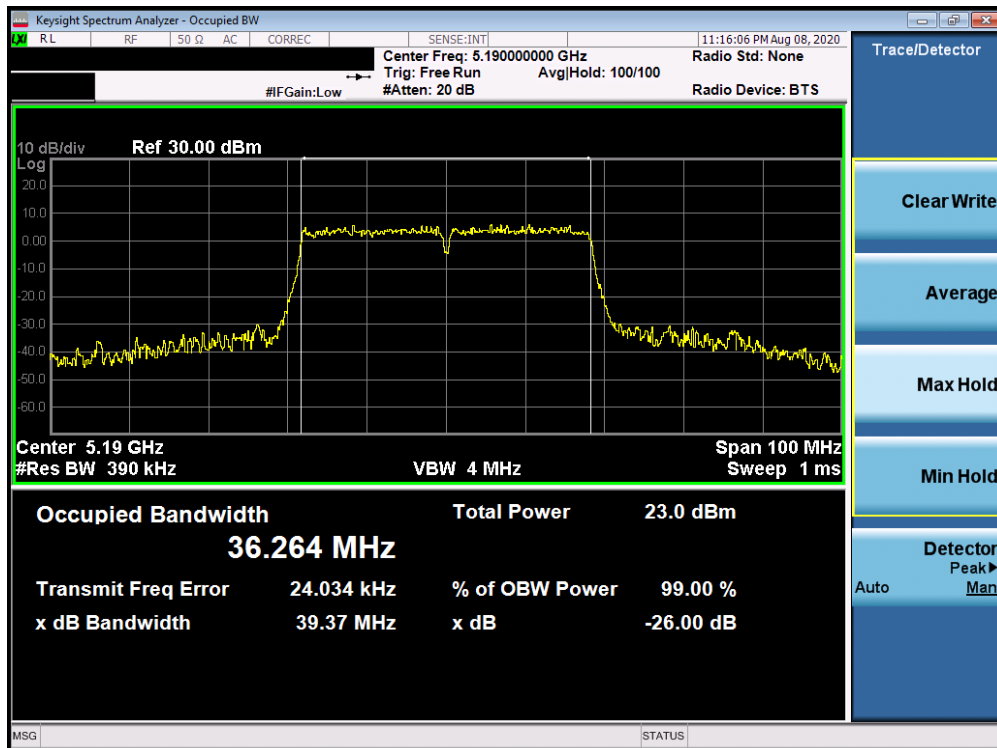 Keysight Spectrum Analyzer - Occupied BW
LXI RL RF 50 Ω AC CORREC SENSE:INT 11:16:06 PM Aug 08, 2020
Center Freq: 5.190000000 GHz Radio Std: None
Trig: Free Run Avg|Hold: 100/100
#IFGain:Low #Atten: 20 dB Radio Device: BTS
10 dB/div Ref 30.00 dBm
Log
20.0
10.0
0.00
-10.0
-20.0
-30.0
-40.0
-50.0
-60.0
Center 5.19 GHz Span 100 MHz
#Res BW 390 kHz VBW 4 MHz Sweep 1 ms
Occupied Bandwidth Total Power 23.0 dBm
36.264 MHz
Transmit Freq Error 24.034 kHz % of OBW Power 99.00 %
x dB Bandwidth 39.37 MHz x dB -26.00 dB
MSG STATUS
Trace/Detector
Clear Write
Average
Max Hold
Min Hold
Detector
Peak▶
Auto Man